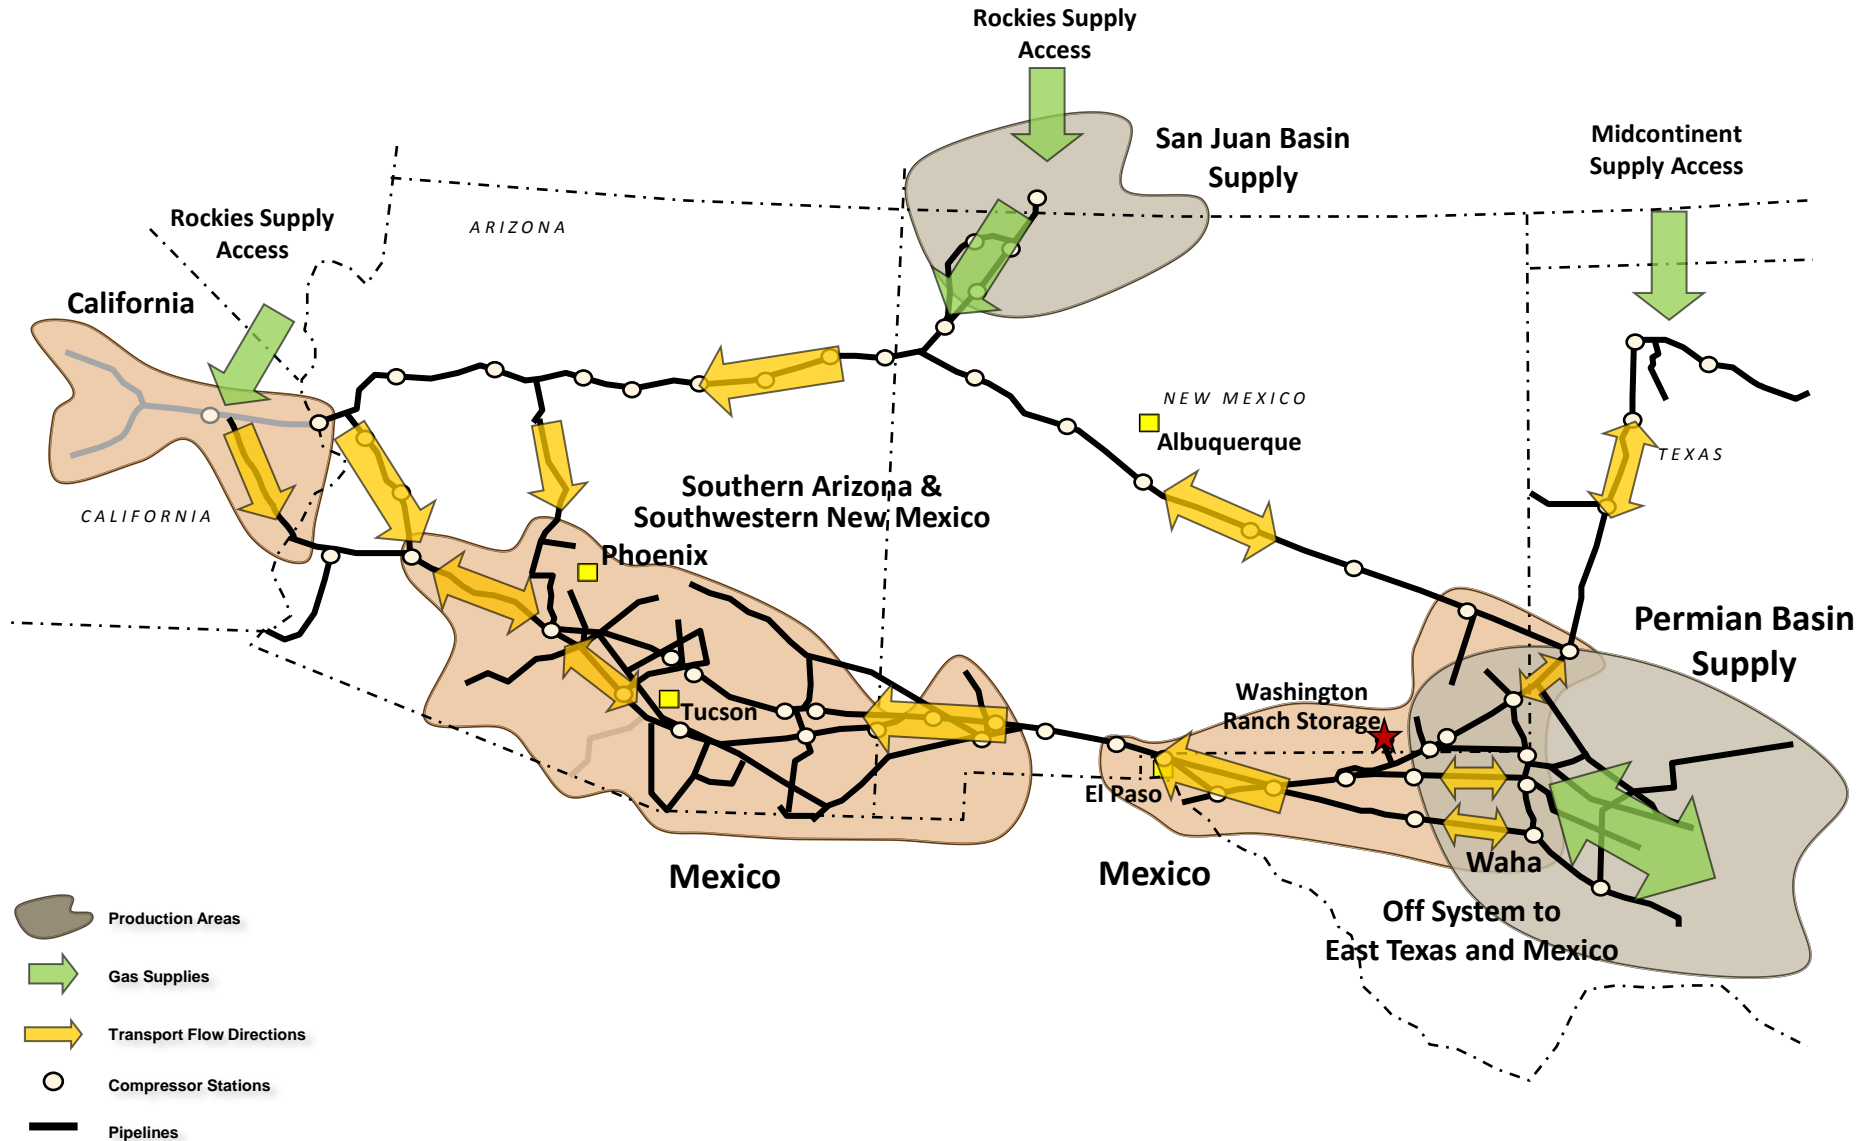 Rockies Supply
Access
San Juan Basin
Supply
Midcontinent
Supply Access
Rockies Supply
Access
ARIZONA
California
NEW MEXICO
Albuquerque
TEXAS
Southern Arizona &
Southwestern New Mexico
CALIFORNIA
Phoenix
Permian Basin
Supply
Washington
Ranch Storage
Tucson
El Paso
Waha
Mexico
Mexico
Off System to
East Texas and Mexico
Production Areas
Gas Supplies
Transport Flow Directions
Compressor Stations
Pipelines